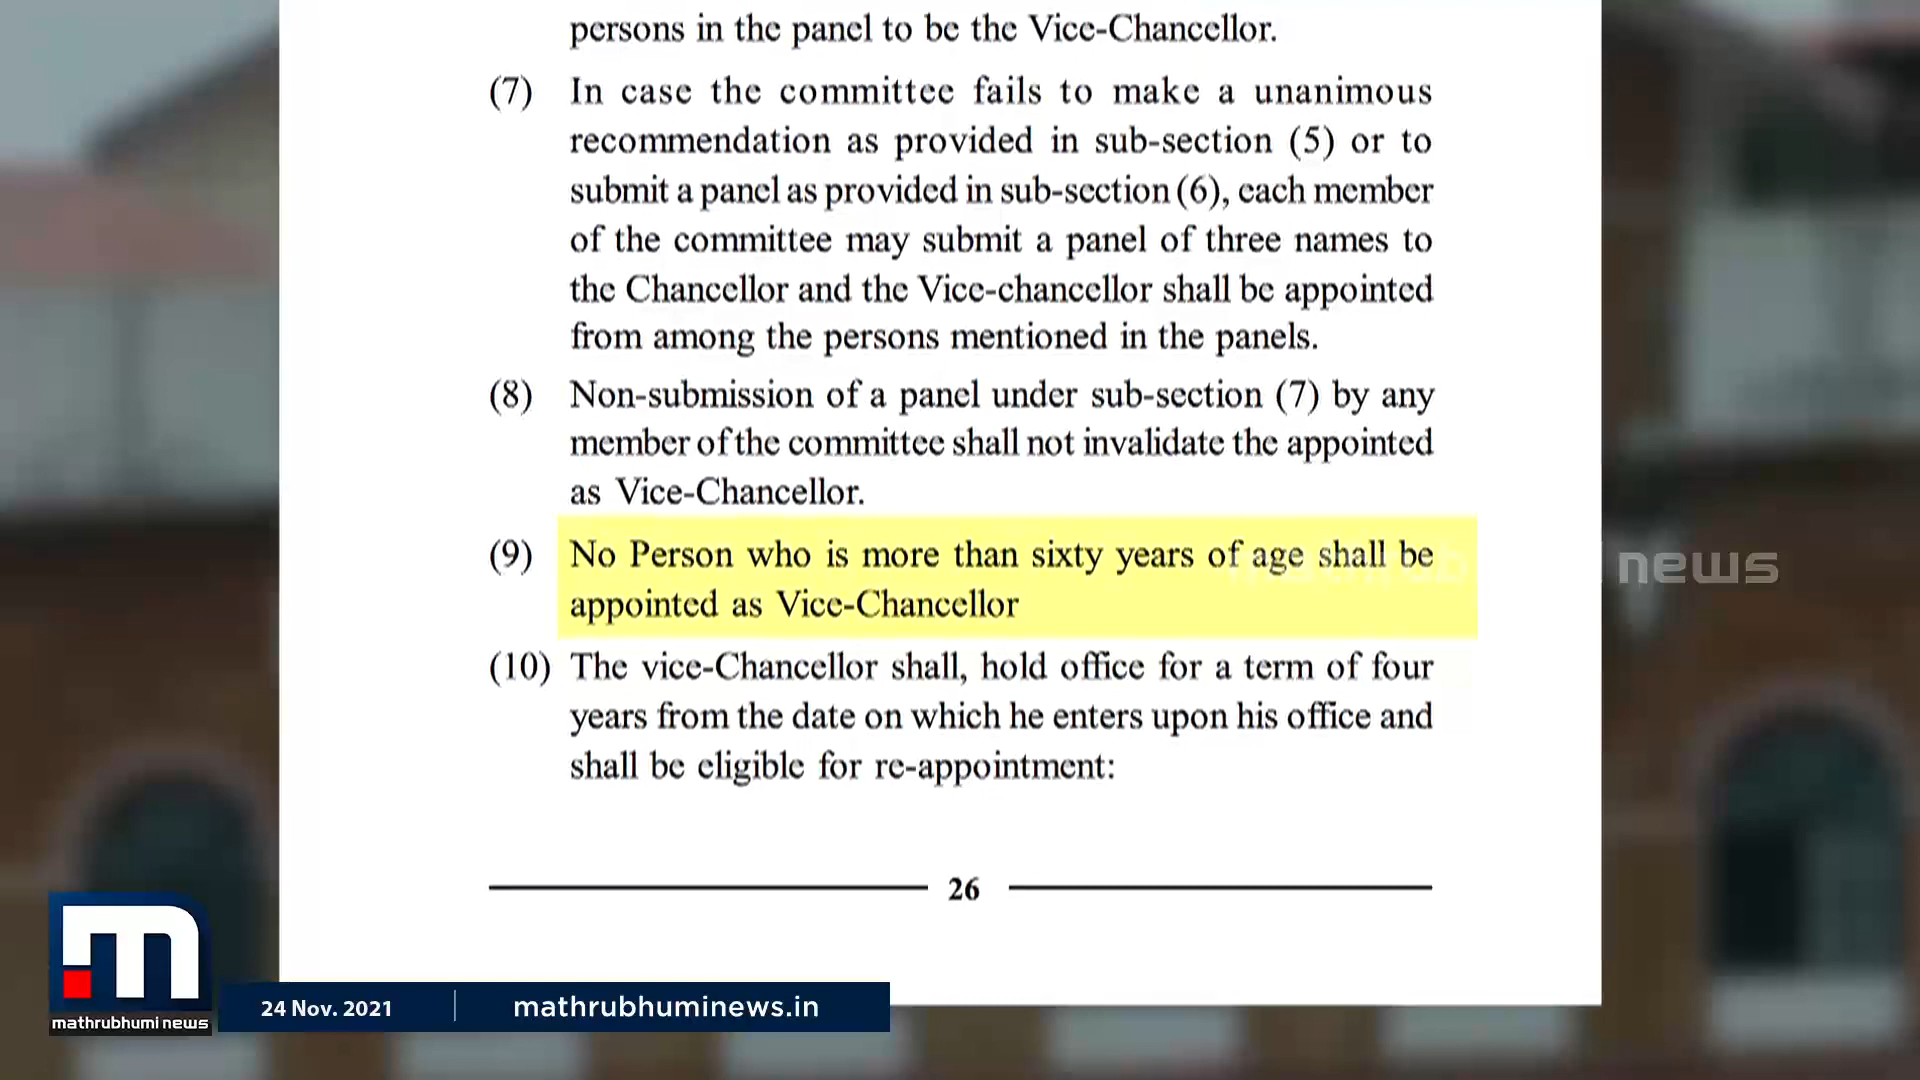 persons in the panel to be the Vice-Chancellor.
(7) In case the committee fails to make a unanimous
recommendation as provided in sub-section (5) or to
submit a panel as provided in sub-section (6), each member
of the committee may submit a panel of three names to
the Chancellor and the Vice-chancellor shall be appointed
from among the persons mentioned in the panels.
(8) Non-submission of a panel under sub-section (7) by any
member of the committee shall not invalidate the appointed
as Vice-Chancellor.
(9) No Person who is more than sixty years of age shall be
appointed as Vice-Chancellor
news
(10) The vice-Chancellor shall, hold office for a term of four
years from the date on which he enters upon his office and
shall be eligible for re-appointment:
26
m
mathrubhumi news
24 Nov. 2021
mathrubhuminews.in